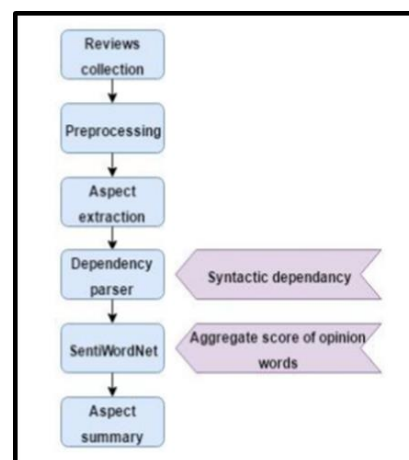 Reviews
collection
Preprocessing
Aspect
extraction
Dependency
parser
Syntactic dependancy
SentiWordNet
Aggregate score of opinion
words
Aspect
summary